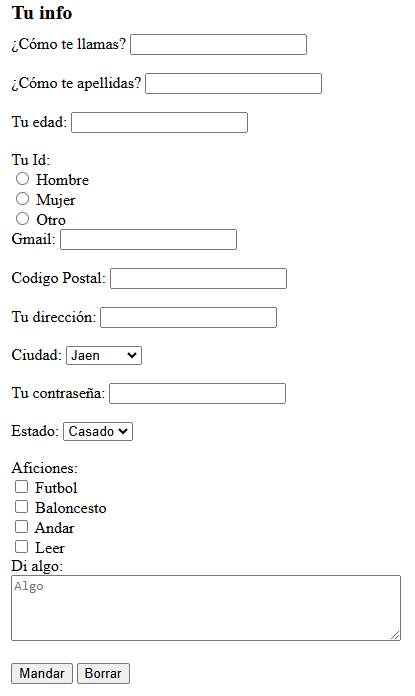 Tu info
¿Cómo te llamas?
¿Cómo te apellidas?
Tu edad:
Tu Id:
Hombre
Mujer
Otro
Gmail:
Codigo Postal:
Tu dirección:
Ciudad: Jaen
Tu contraseña:
Estado: Casado
Aficiones:
Futbol
Baloncesto
Andar
Leer
Di algo:
Algo
Mandar Borrar